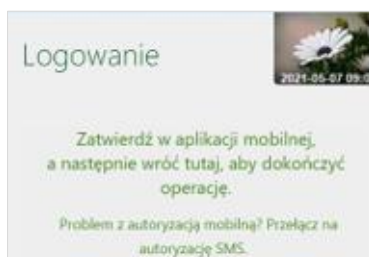 Logowanie
2021-05-07 09:0
Zatwierdź w aplikacji mobilnej,
a następnie wróć tutaj, aby dokończyć
operację.
Problem z autoryzacją mobilną? Przełącz na
autoryzację SMS.